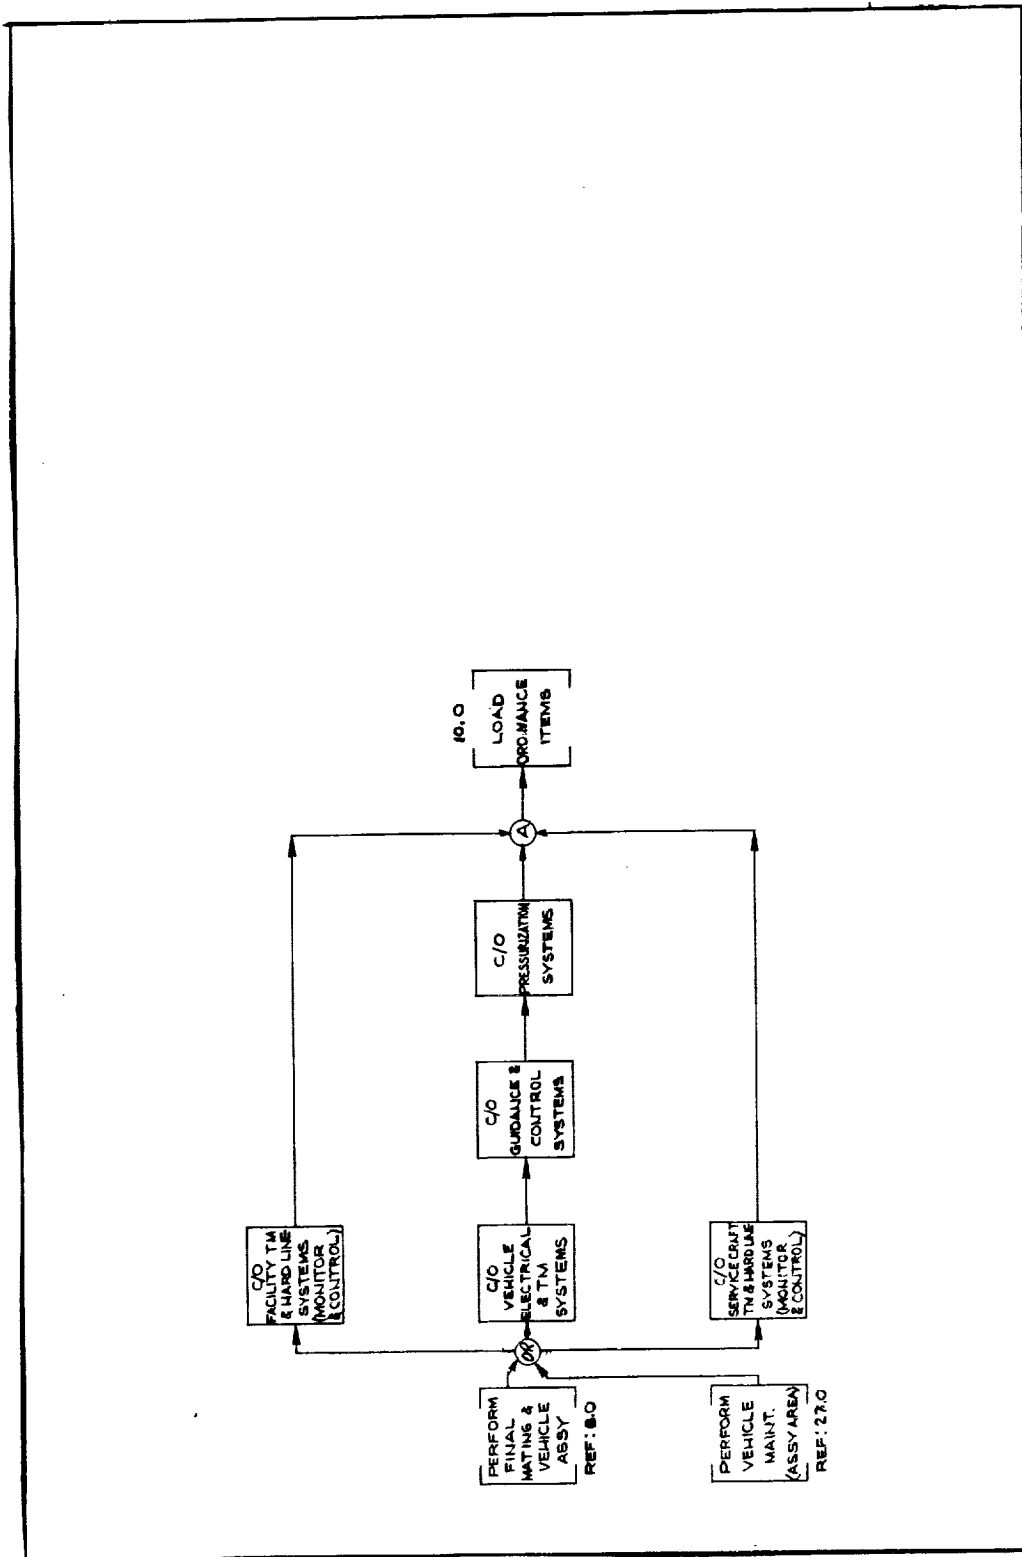 C/O
FACILITY TM
& HARD LINE
SYSTEMS
(MONITOR
& CONTROL)
PERFORM
FINAL
MATING &
VEHICLE
ASSY
REF: 8.0
OR
C/O
VEHICLE
ELECTRICAL
& TM
SYSTEMS
C/O
GUIDANCE &
CONTROL
SYSTEMS
C/O
PRESSURIZATION
SYSTEMS
A
10.0
LOAD
ORDNANCE
ITEMS
PERFORM
VEHICLE
MAINT.
(ASSY AREA)
REF: 27.0
C/O
SERVICE CRAFT
TM & HARD LINE
SYSTEMS
(MONITOR
& CONTROL)